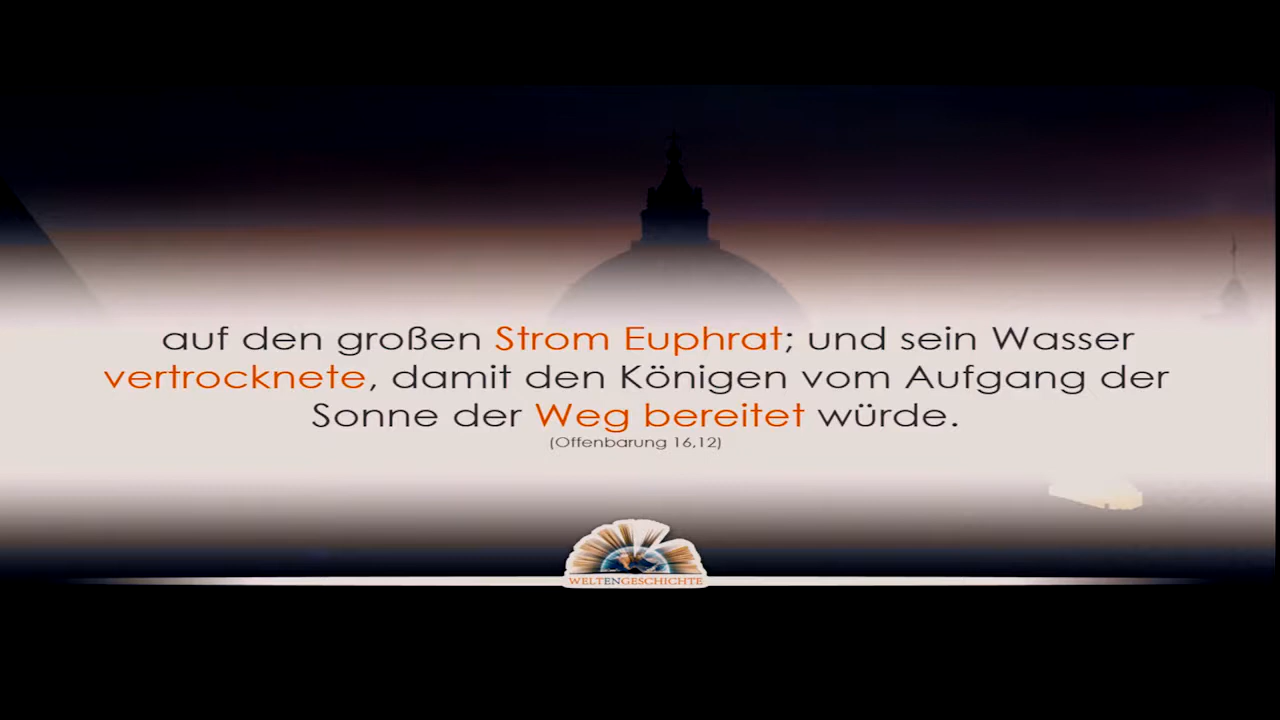 auf den großen Strom Euphrat; und sein Wasser
vertrocknete, damit den Königen vom Aufgang der
Sonne der Weg bereitet würde.
(Offenbarung 16,12)
WELTENGESCHICHTE